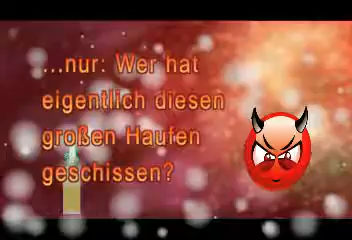 ...nur: Wer hat
eigentlich diesen
großen Haufen
geschissen?